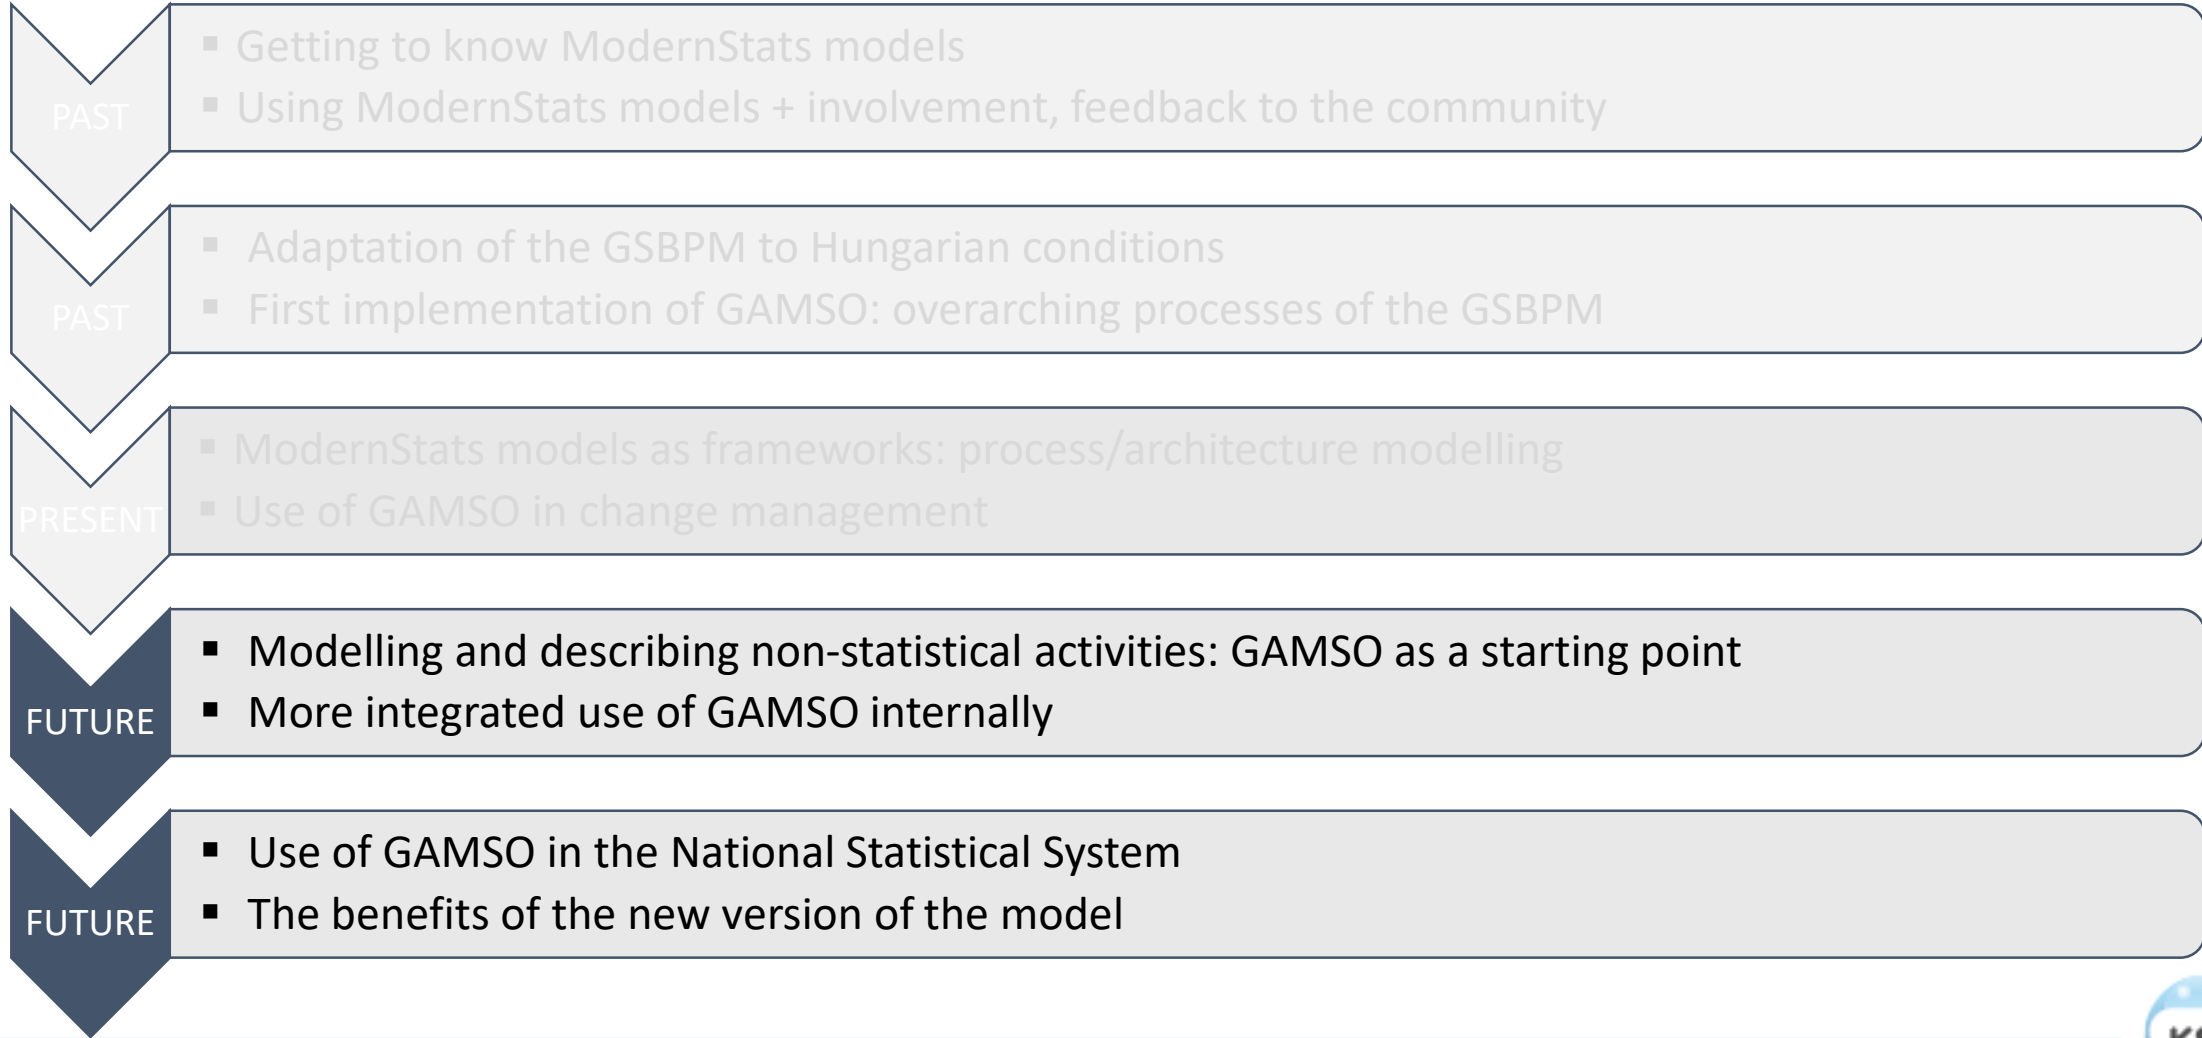 PAST
▪ Getting to know ModernStats models
▪ Using ModernStats models + involvement, feedback to the community
PAST
▪ Adaptation of the GSBPM to Hungarian conditions
▪ First implementation of GAMSO: overarching processes of the GSBPM
PRESENT
▪ ModernStats models as frameworks: process/architecture modelling
▪ Use of GAMSO in change management
FUTURE
▪ Modelling and describing non-statistical activities: GAMSO as a starting point
▪ More integrated use of GAMSO internally
FUTURE
▪ Use of GAMSO in the National Statistical System
▪ The benefits of the new version of the model